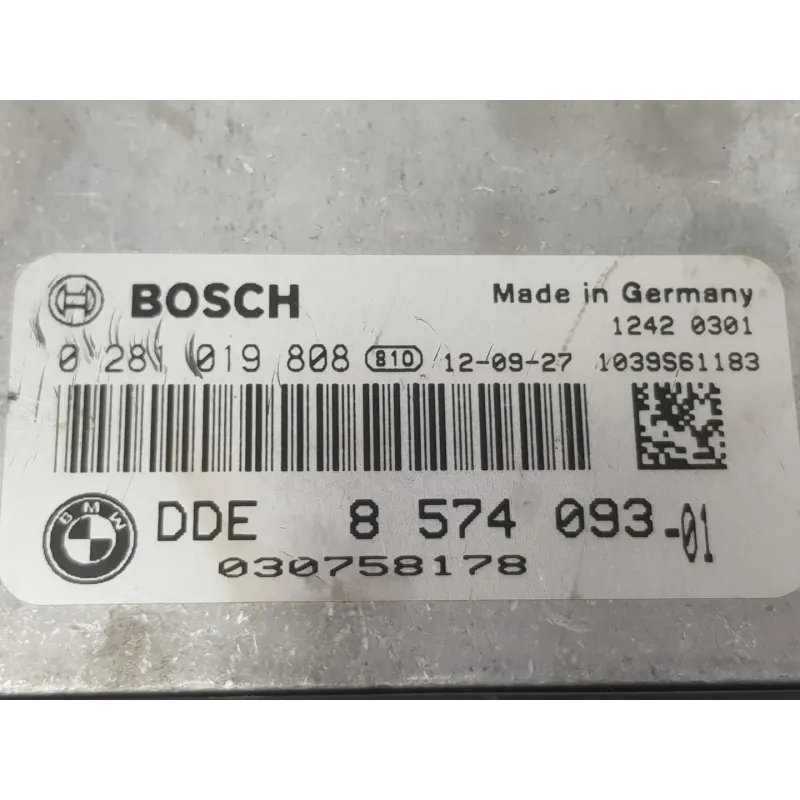 BOSCH Made in Germany
1242 0301
0 281 019 808 810 12-09-27 1039S61183
BMW DDE 8 574 093-01
030758178